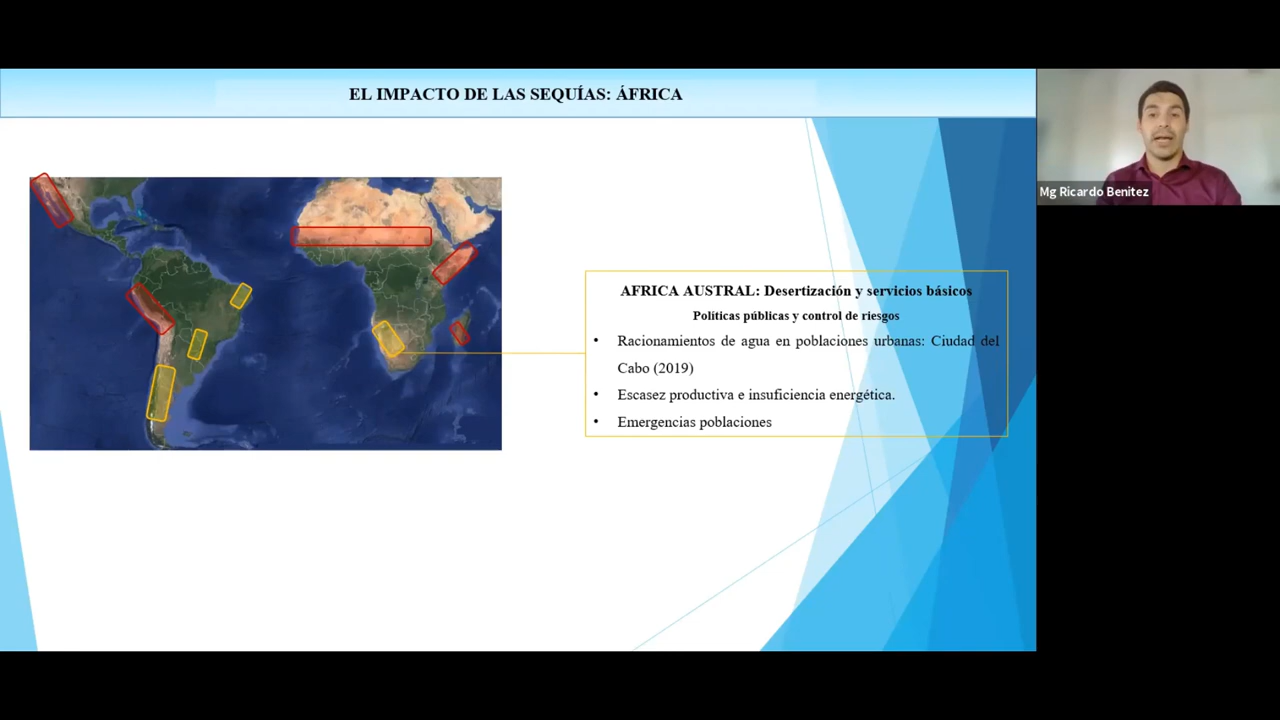 EL IMPACTO DE LAS SEQUÍAS: ÁFRICA
Mg Ricardo Benitez
AFRICA AUSTRAL: Desertización y servicios básicos
Políticas públicas y control de riesgos
• Racionamientos de agua en poblaciones urbanas: Ciudad del
Cabo (2019)
• Escasez productiva e insuficiencia energética.
• Emergencias poblaciones